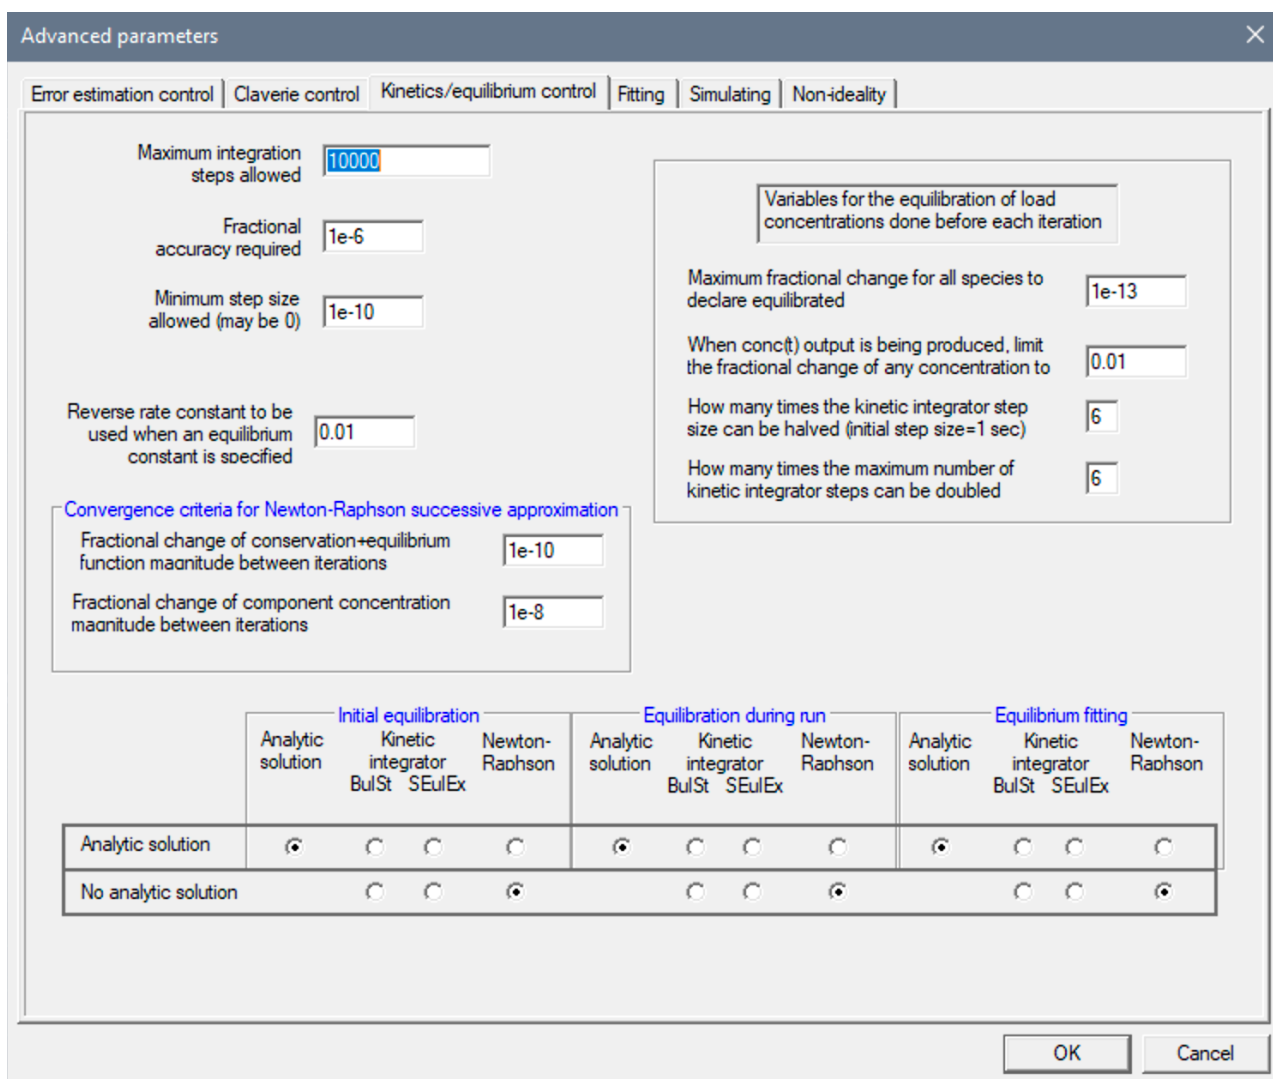 Advanced parameters
Error estimation control
Claverie control
Kinetics/equilibrium control
Fitting
Simulating
Non-ideality
Maximum integration
steps allowed
10000
Fractional
accuracy required
1e-6
Minimum step size
allowed (may be 0)
1e-10
Reverse rate constant to be
used when an equilibrium
constant is specified
0.01
Variables for the equilibration of load
concentrations done before each iteration
Maximum fractional change for all species to
declare equilibrated
1e-13
When conc(t) output is being produced, limit
the fractional change of any concentration to
0.01
How many times the kinetic integrator step
size can be halved (initial step size=1 sec)
6
How many times the maximum number of
kinetic integrator steps can be doubled
6
Convergence criteria for Newton-Raphson successive approximation
Fractional change of conservation+equilibrium
function magnitude between iterations
1e-10
Fractional change of component concentration
magnitude between iterations
1e-8
Initial equilibration
Analytic
solution
Kinetic
integrator
BulSt SEulEx
Newton-
Raphson
Equilibration during run
Analytic
solution
Kinetic
integrator
BulSt SEulEx
Newton-
Raphson
Equilibrium fitting
Analytic
solution
Kinetic
integrator
BulSt SEulEx
Newton-
Raphson
Analytic solution
No analytic solution
OK
Cancel